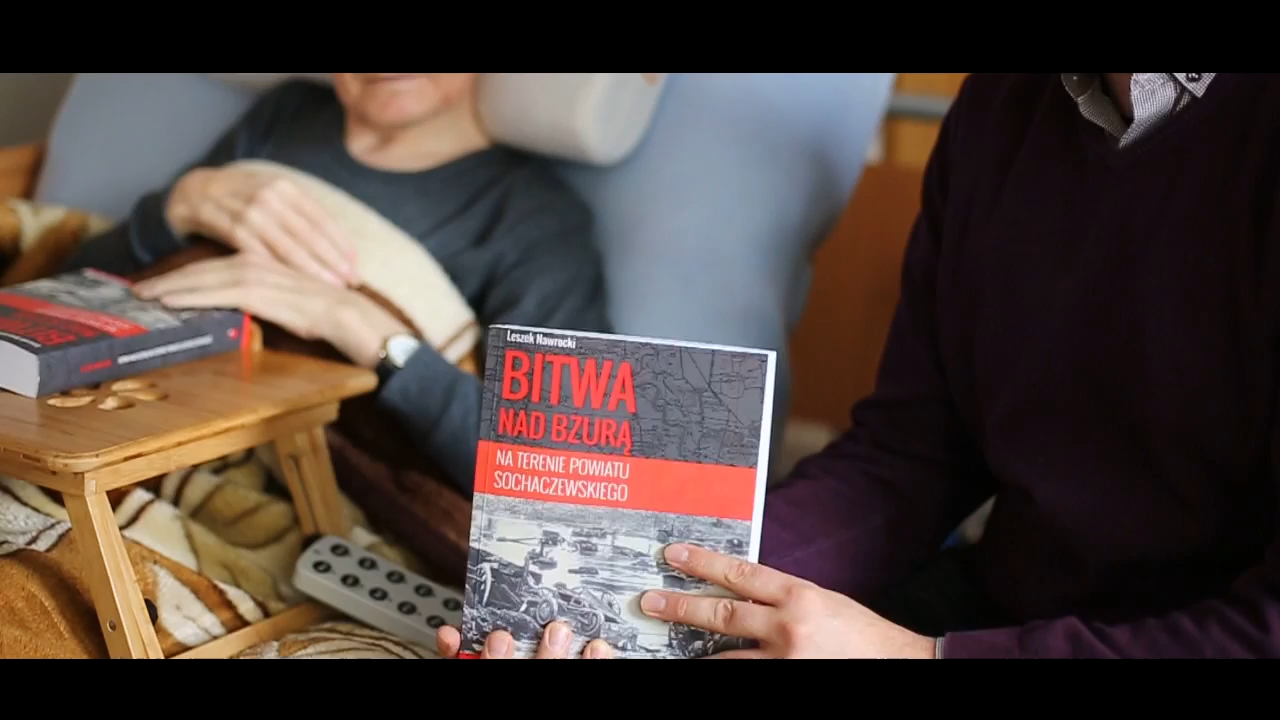 Leszek Nawrocki
BITWA
NAD BZURĄ
NA TERENIE POWIATU
SOCHACZEWSKIEGO